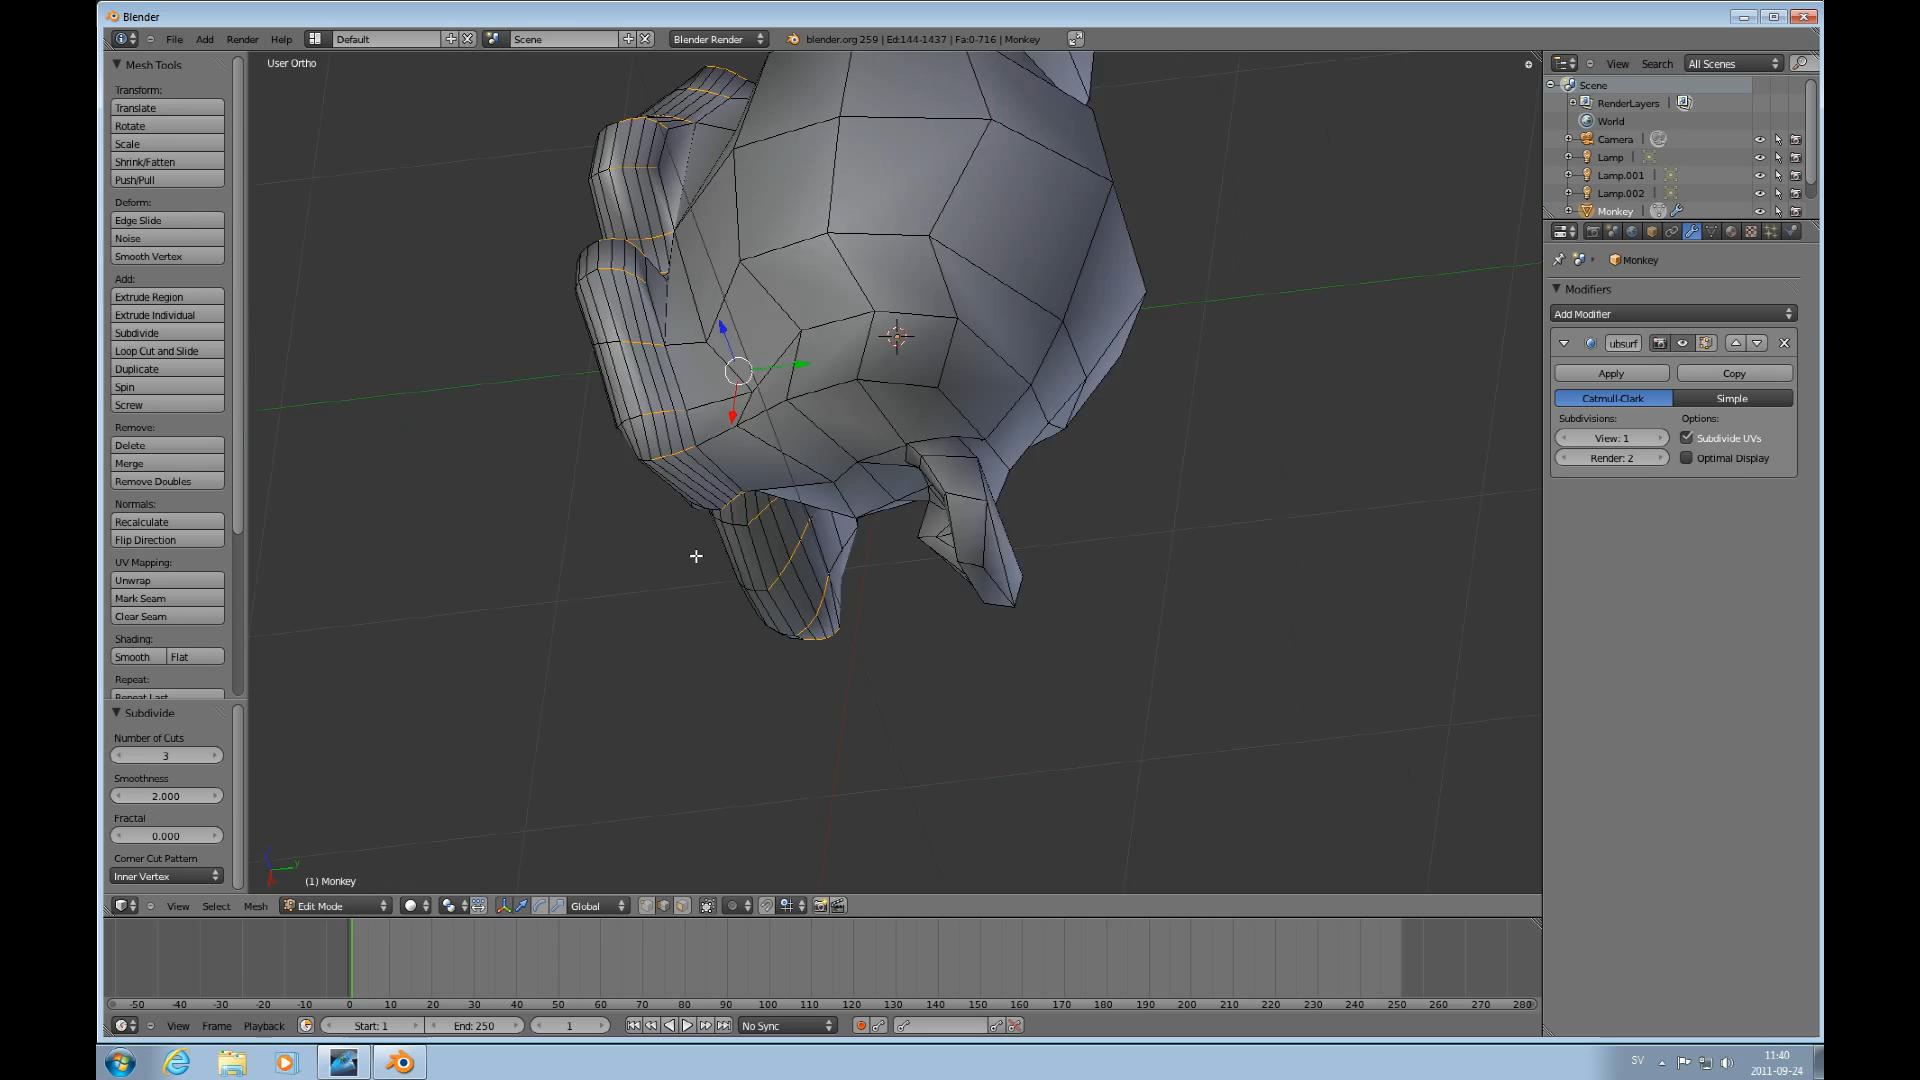 Blender
File Add Render Help Default Scene Blender Render blender.org 259 | Ed:144-1437 | Fa:0-716 | Monkey
Mesh Tools
Transform:
Translate
Rotate
Scale
Shrink/Fatten
Push/Pull
Deform:
Edge Slide
Noise
Smooth Vertex
Add:
Extrude Region
Extrude Individual
Subdivide
Loop Cut and Slide
Duplicate
Spin
Screw
Remove:
Delete
Merge
Remove Doubles
Normals:
Recalculate
Flip Direction
UV Mapping:
Unwrap
Mark Seam
Clear Seam
Shading:
Smooth Flat
Repeat:
Repeat Last
Subdivide
Number of Cuts
3
Smoothness
2.000
Fractal
0.000
Corner Cut Pattern
Inner Vertex
User Ortho
y
(1) Monkey
View Select Mesh Edit Mode Global
-50 -40 -30 -20 -10 0 10 20 30 40 50 60 70 80 90 100 110 120 130 140 150 160 170 180 190 200 210 220 230 240 250 260 270 280
View Frame Playback Start: 1 End: 250 1 No Sync
View Search All Scenes
Scene
RenderLayers
World
Camera
Lamp
Lamp.001
Lamp.002
Monkey
Monkey
Modifiers
Add Modifier
ubsurf
Apply Copy
Catmull-Clark Simple
Subdivisions: Options:
View: 1 Subdivide UVs
Render: 2 Optimal Display
SV 11:40
2011-09-24